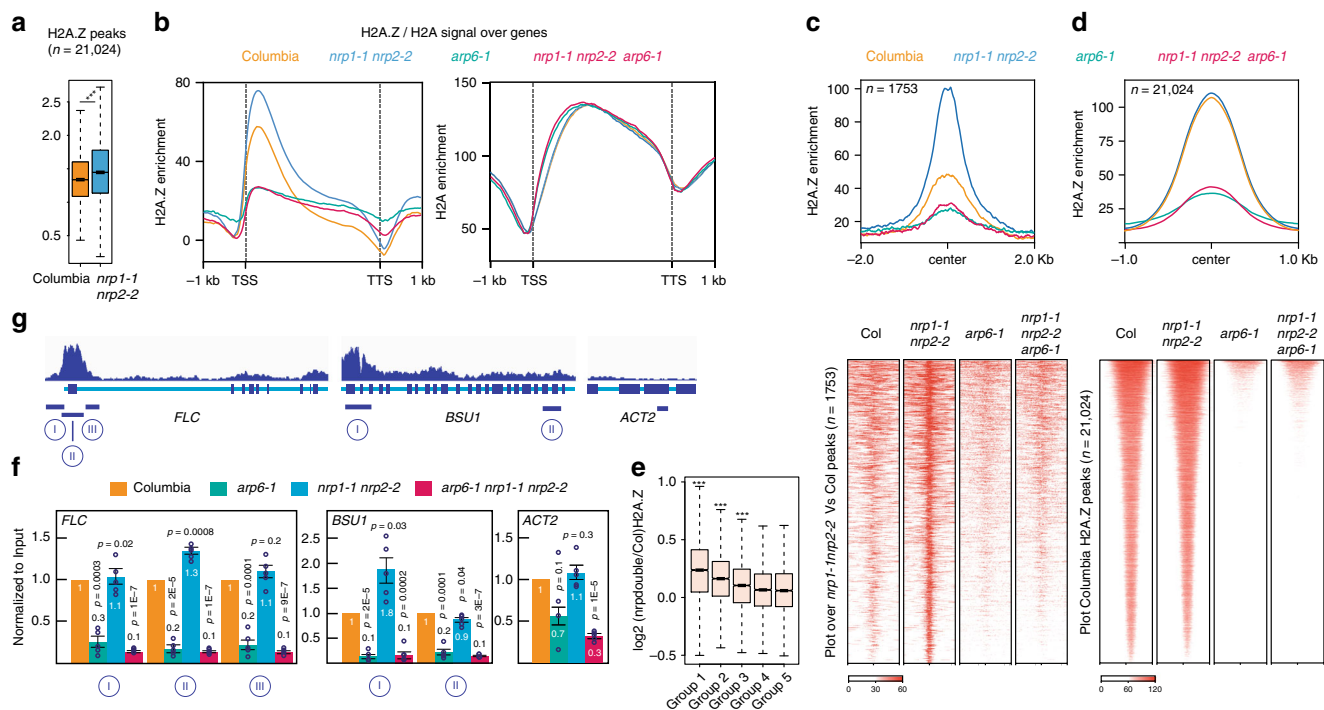 a
H2A.Z peaks
(n = 21,024)
2.5
2.0
0.5
Columbia
nrp1-1
nrp2-2
b
H2A.Z / H2A signal over genes
Columbia nrp1-1 nrp2-2 arp6-1 nrp1-1 nrp2-2 arp6-1
H2A.Z enrichment
80
40
0
−1 kb TSS TTS 1 kb
H2A enrichment
150
100
50
−1 kb TSS TTS 1 kb
c
d
Columbia nrp1-1 nrp2-2 arp6-1 nrp1-1 nrp2-2 arp6-1
n = 1753
H2A.Z enrichment
100
80
60
40
20
−2.0 center 2.0 Kb
n = 21,024
H2A.Z enrichment
100
75
50
25
0
−1.0 center 1.0 Kb
Col
nrp1-1
nrp2-2
arp6-1
nrp1-1
nrp2-2
arp6-1
Plot over nrp1-1nrp2-2 Vs Col peaks (n = 1753)
0 30 60
Col
nrp1-1
nrp2-2
arp6-1
nrp1-1
nrp2-2
arp6-1
Plot Columbia H2A.Z peaks (n = 21,024)
0 60 120
g
I
II
III
FLC
I
BSU1
II
ACT2
f
Columbia arp6-1 nrp1-1 nrp2-2 arp6-1 nrp1-1 nrp2-2
Normalized to Input
FLC
1.5
1.0
0.5
1
0.3
p = 0.0003
p = 0.02
1.1
0.1
p = 1E−7
1
0.2
p = 2E−5
p = 0.0008
1.3
0.1
p = 1E−7
1
0.2
p = 0.0001
p = 0.2
1.1
0.1
p = 9E−7
I II III
BSU1
2.5
2.0
1.5
1.0
0.5
1
0.1
p = 2E−5
p = 0.03
1.8
0.1
p = 0.0002
1
0.2
p = 0.0001
p = 0.04
0.9
0.1
p = 3E−7
I II
ACT2
1.5
1.0
0.5
1
0.7
p = 0.1
p = 0.3
1.1
p = 1E−5
0.3
e
log2 (nrpdouble/Col)H2A.Z
1.0
0.5
0.0
−0.5
***
***
***
Group 1
Group 2
Group 3
Group 4
Group 5